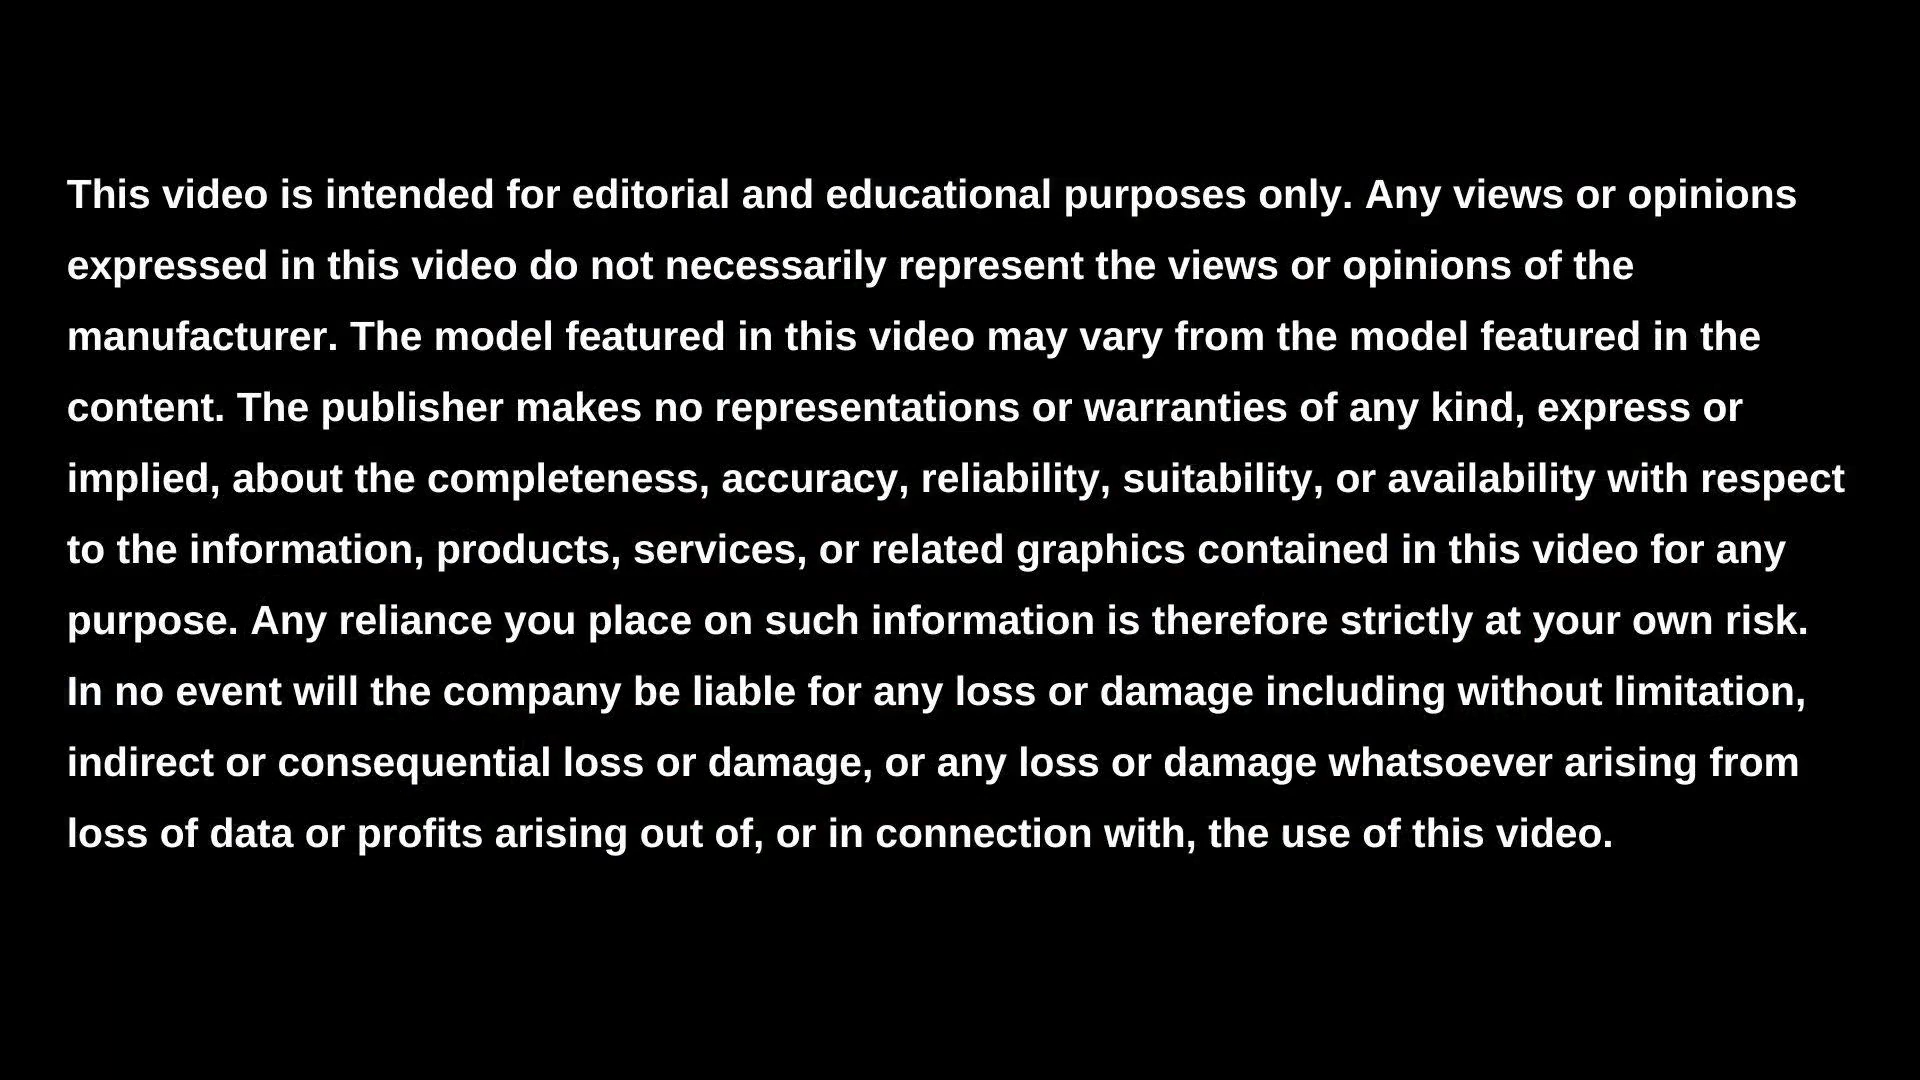 This video is intended for editorial and educational purposes only. Any views or opinions
expressed in this video do not necessarily represent the views or opinions of the
manufacturer. The model featured in this video may vary from the model featured in the
content. The publisher makes no representations or warranties of any kind, express or
implied, about the completeness, accuracy, reliability, suitability, or availability with respect
to the information, products, services, or related graphics contained in this video for any
purpose. Any reliance you place on such information is therefore strictly at your own risk.
In no event will the company be liable for any loss or damage including without limitation,
indirect or consequential loss or damage, or any loss or damage whatsoever arising from
loss of data or profits arising out of, or in connection with, the use of this video.